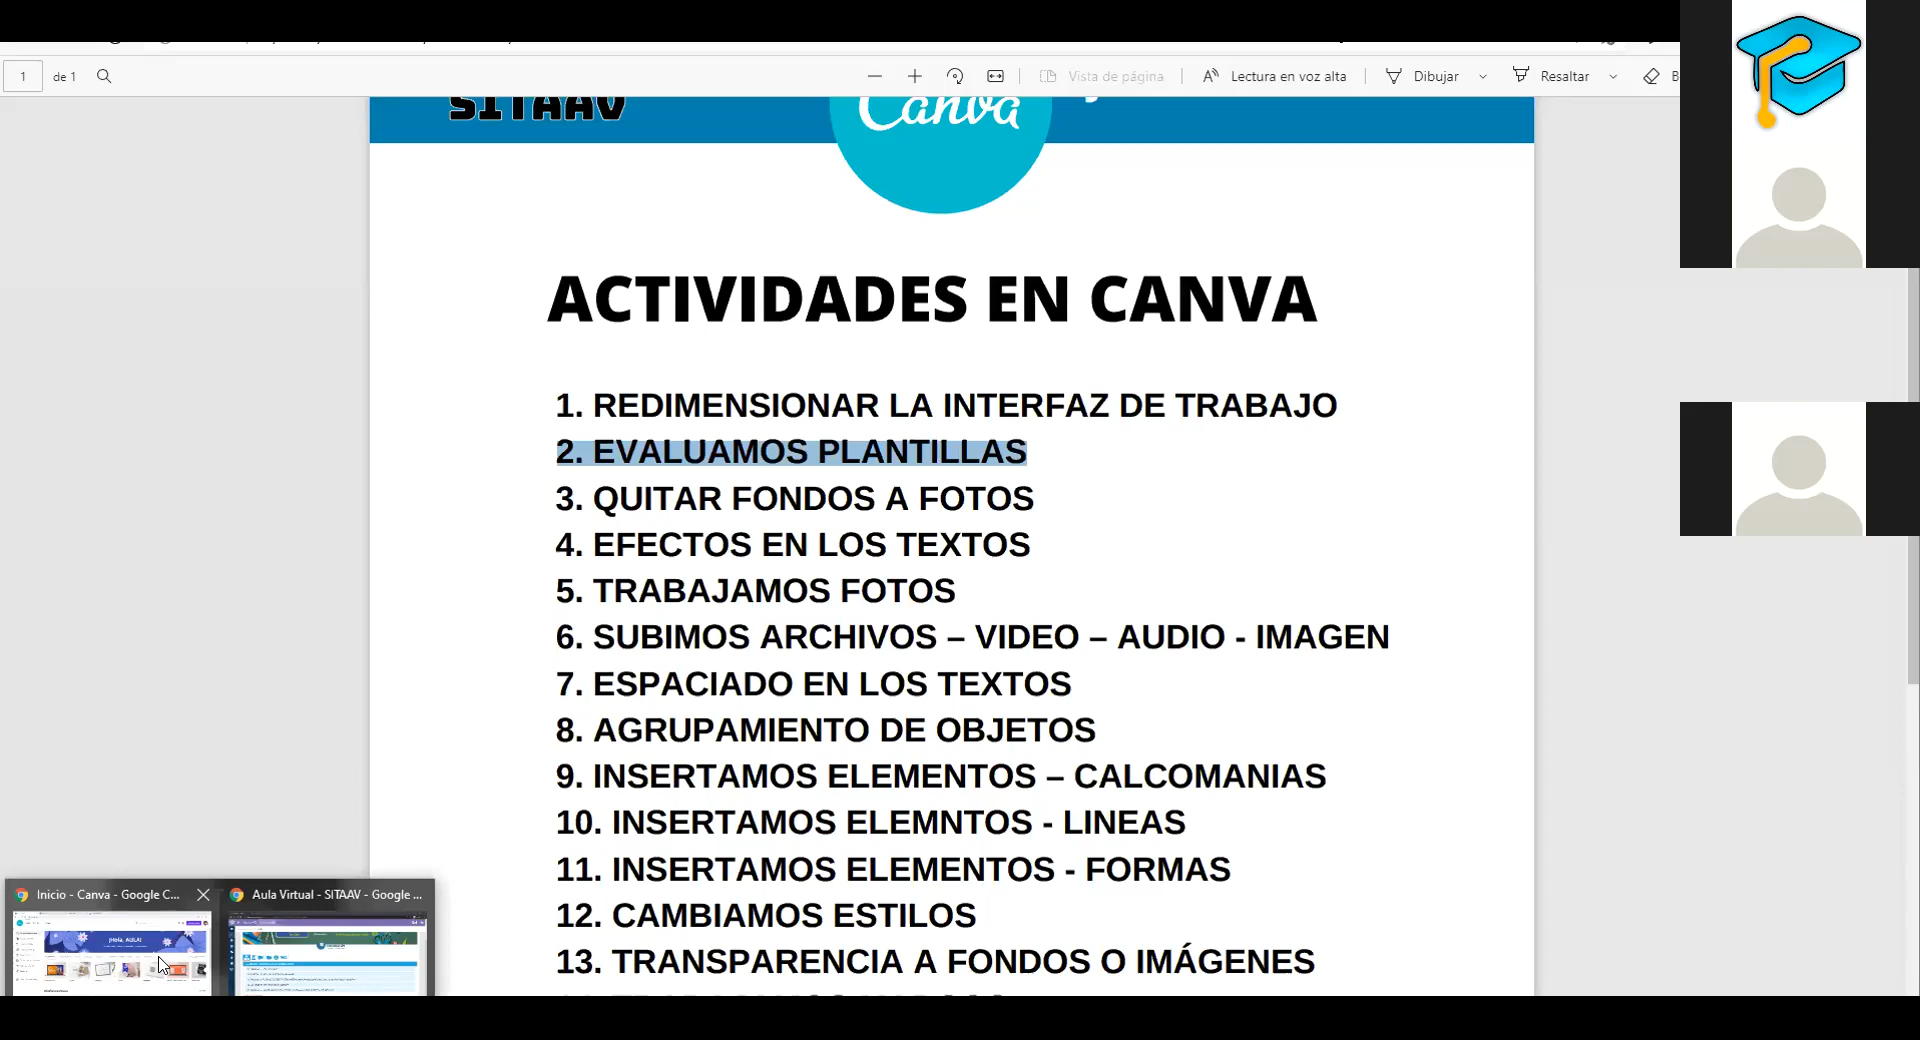 1 de 1 Vista de página Lectura en voz alta Dibujar Resaltar
SITAAV Canva
ACTIVIDADES EN CANVA
1. REDIMENSIONAR LA INTERFAZ DE TRABAJO
2. EVALUAMOS PLANTILLAS
3. QUITAR FONDOS A FOTOS
4. EFECTOS EN LOS TEXTOS
5. TRABAJAMOS FOTOS
6. SUBIMOS ARCHIVOS – VIDEO – AUDIO - IMAGEN
7. ESPACIADO EN LOS TEXTOS
8. AGRUPAMIENTO DE OBJETOS
9. INSERTAMOS ELEMENTOS – CALCOMANIAS
10. INSERTAMOS ELEMNTOS - LINEAS
11. INSERTAMOS ELEMENTOS - FORMAS
12. CAMBIAMOS ESTILOS
13. TRANSPARENCIA A FONDOS O IMÁGENES
Inicio - Canva - Google C... Aula Virtual - SITAAV - Google ...
¡Hola, AULA!